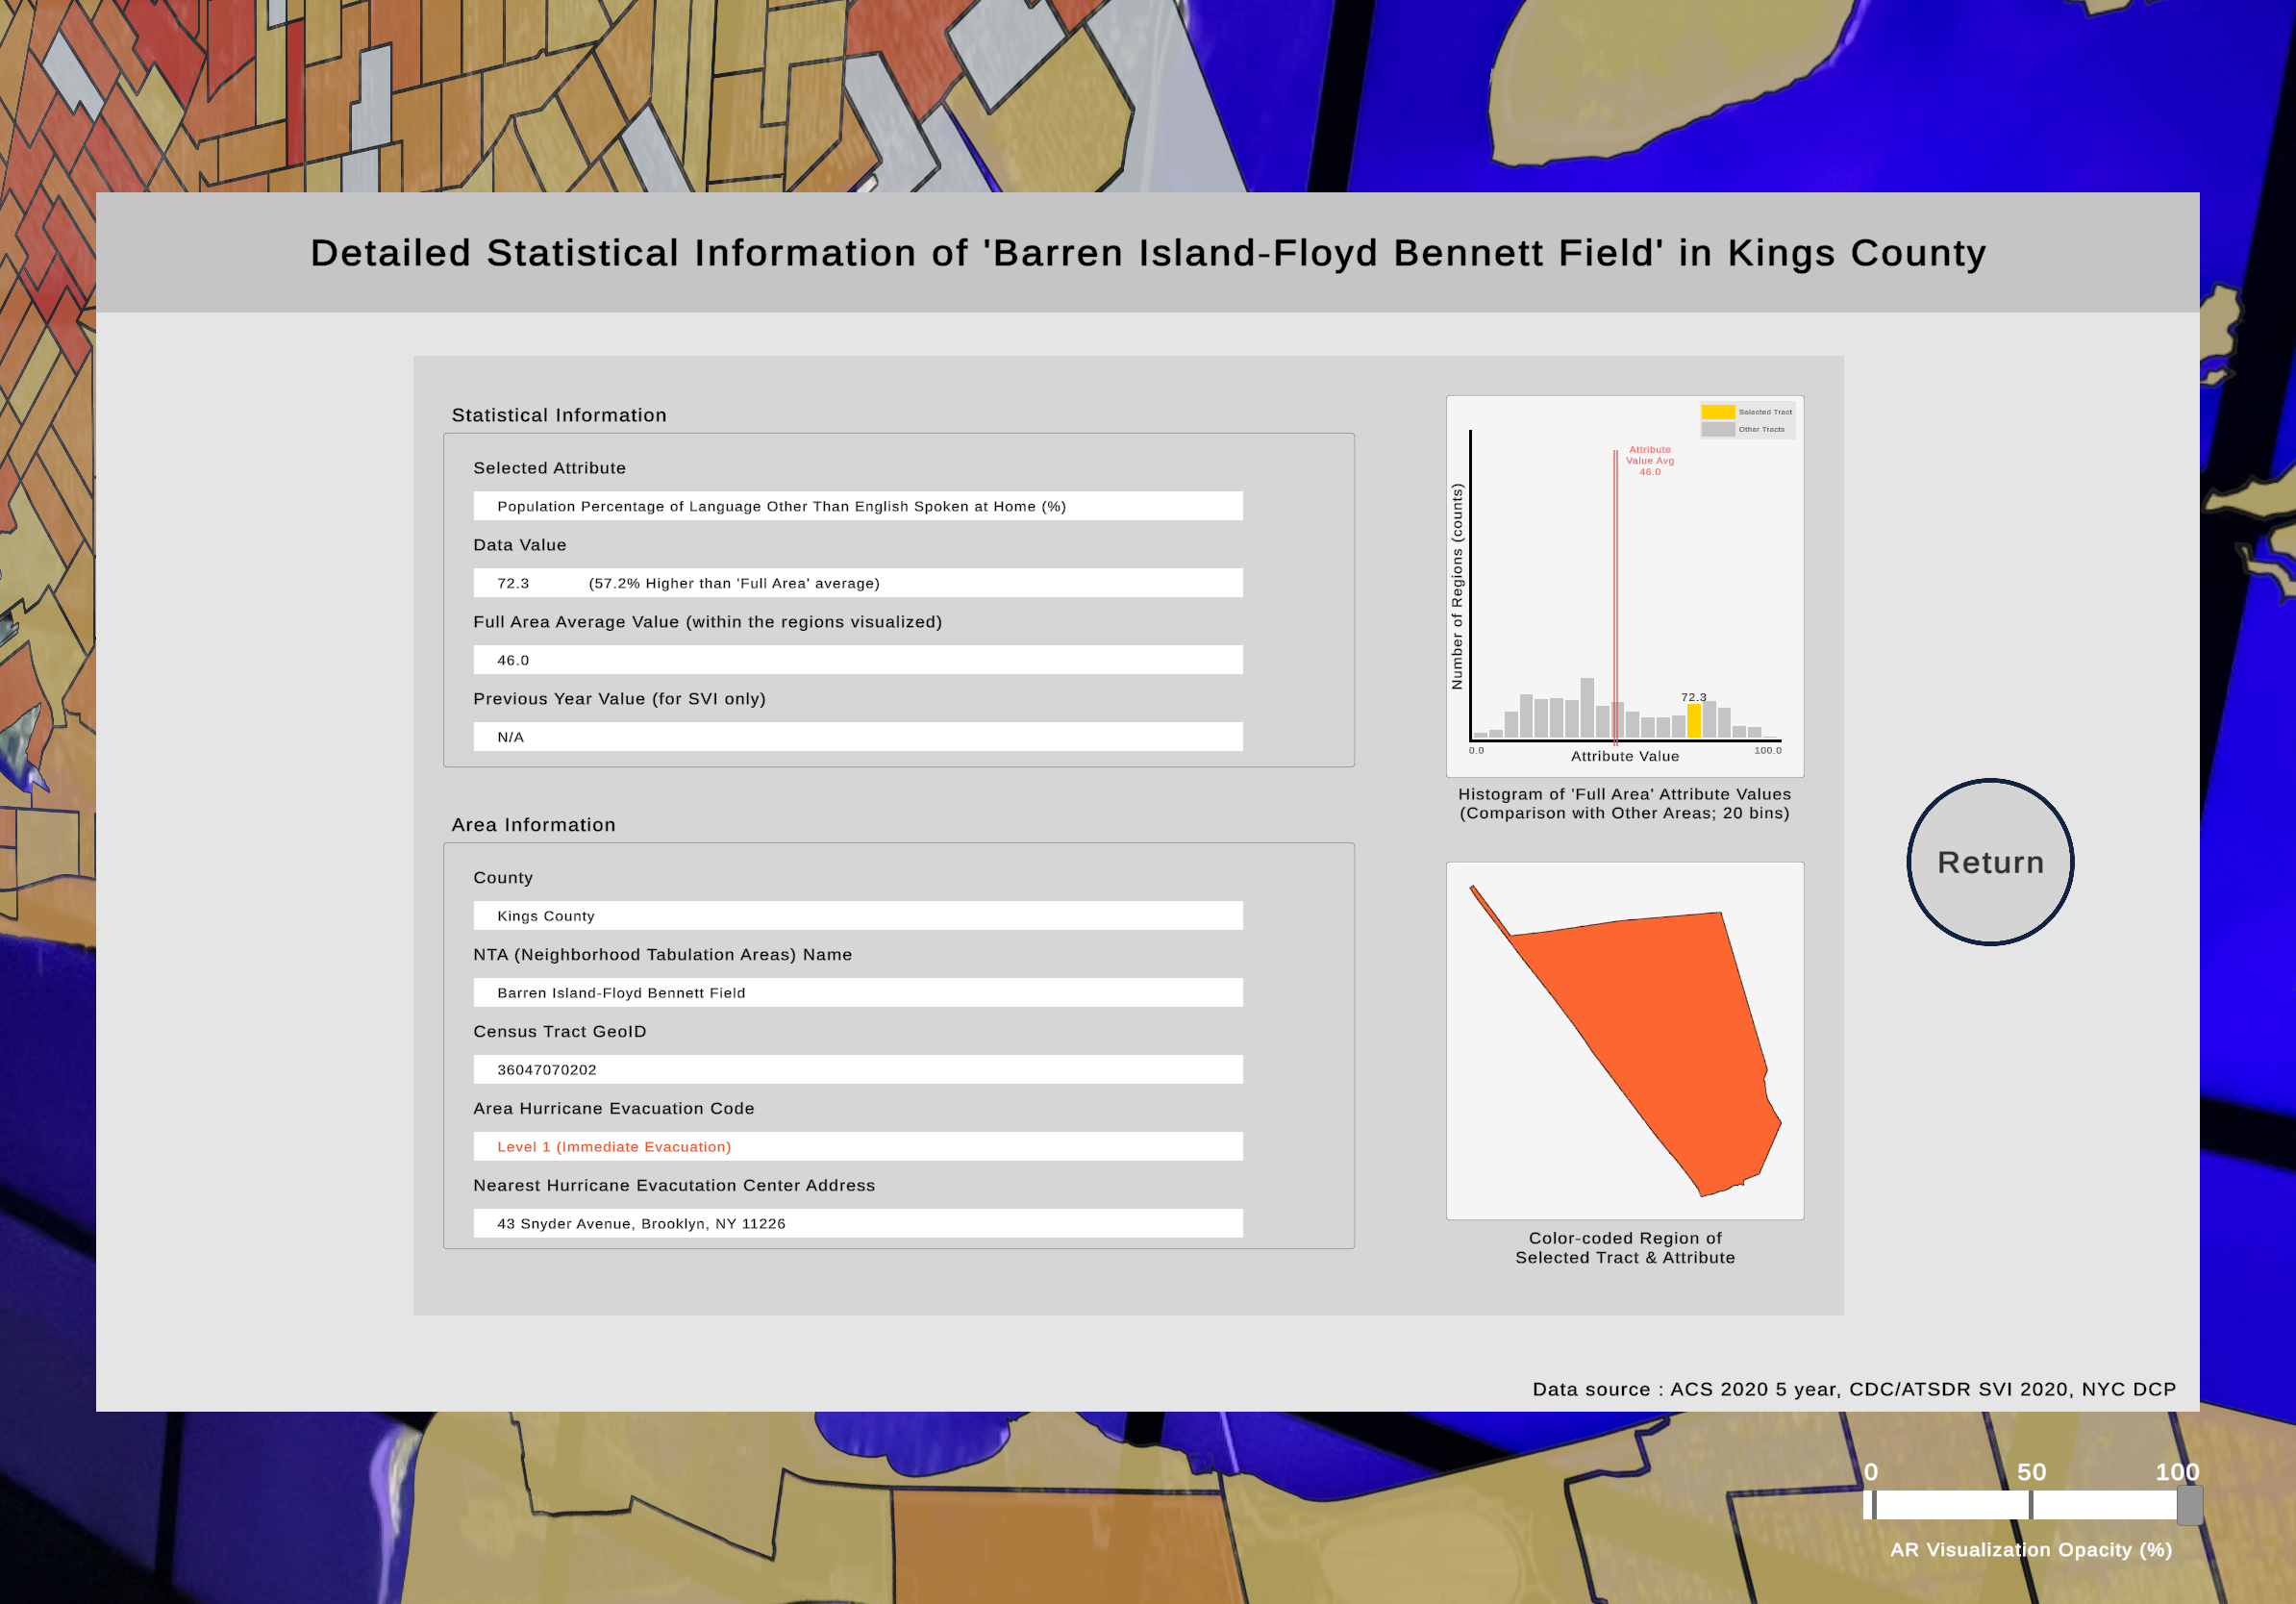 Detailed Statistical Information of 'Barren Island-Floyd Bennett Field' in Kings County
Statistical Information
Selected Attribute
Population Percentage of Language Other Than English Spoken at Home (%)
Data Value
72.3 (57.2% Higher than 'Full Area' average)
Full Area Average Value (within the regions visualized)
46.0
Previous Year Value (for SVI only)
N/A
Area Information
County
Kings County
NTA (Neighborhood Tabulation Areas) Name
Barren Island-Floyd Bennett Field
Census Tract GeoID
36047070202
Area Hurricane Evacuation Code
Level 1 (Immediate Evacuation)
Nearest Hurricane Evacutation Center Address
43 Snyder Avenue, Brooklyn, NY 11226
Selected Tract
Other Tracts
Attribute
Value Avg
46.0
Number of Regions (counts)
72.3
0.0
100.0
Attribute Value
Histogram of 'Full Area' Attribute Values
(Comparison with Other Areas; 20 bins)
Color-coded Region of
Selected Tract & Attribute
Return
Data source : ACS 2020 5 year, CDC/ATSDR SVI 2020, NYC DCP
0 50 100
AR Visualization Opacity (%)